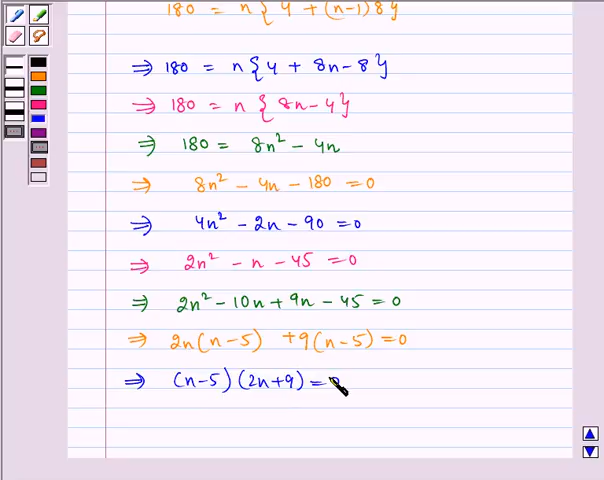 180 = n{4 + (n-1)8}
⇒ 180 = n{4 + 8n-8}
⇒ 180 = n{8n-4}
⇒ 180 = 8n² - 4n
⇒ 8n² - 4n - 180 = 0
⇒ 4n² - 2n - 90 = 0
⇒ 2n² - n - 45 = 0
⇒ 2n² - 10n + 9n - 45 = 0
⇒ 2n(n-5) + 9(n-5) = 0
⇒ (n-5)(2n+9) = 0